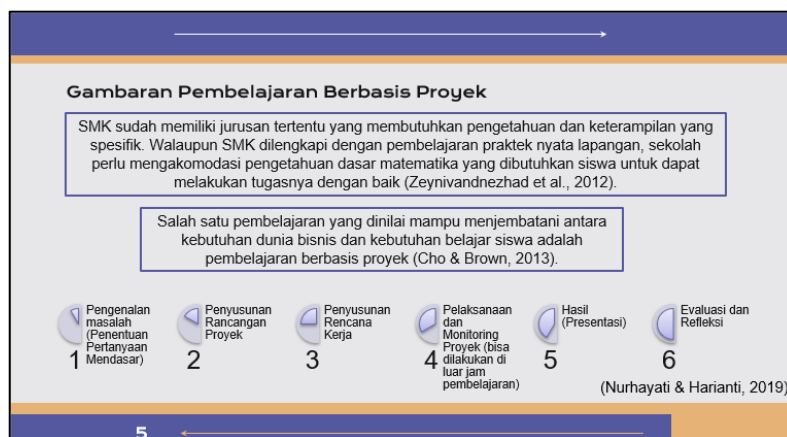 Gambaran Pembelajaran Berbasis Proyek
SMK sudah memiliki jurusan tertentu yang membutuhkan pengetahuan dan keterampilan yang
spesifik. Walaupun SMK dilengkapi dengan pembelajaran praktek nyata lapangan, sekolah
perlu mengakomodasi pengetahuan dasar matematika yang dibutuhkan siswa untuk dapat
melakukan tugasnya dengan baik (Zeynivandnezhad et al., 2012).
Salah satu pembelajaran yang dinilai mampu menjembatani antara
kebutuhan dunia bisnis dan kebutuhan belajar siswa adalah
pembelajaran berbasis proyek (Cho & Brown, 2013).
1
Pengenalan
masalah
(Penentuan
Pertanyaan
Mendasar)
2
Penyusunan
Rancangan
Proyek
3
Penyusunan
Rencana
Kerja
4
Pelaksanaan
dan
Monitoring
Proyek (bisa
dilakukan di
luar jam
pembelajaran)
5
Hasil
(Presentasi)
6
Evaluasi dan
Refleksi
(Nurhayati & Harianti, 2019)
5